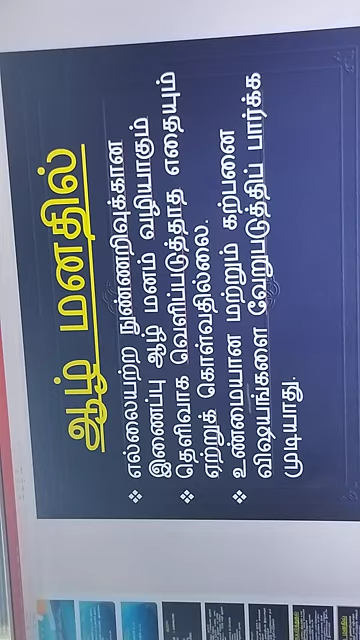 ஆழ் மனதில்
❖ எல்லையற்ற நுண்ணறிவுக்கான
இணைப்பு ஆழ் மனம் வழியாகும்
❖ தெளிவாக வெளிப்படுத்தாத எதையும்
ஏற்றுக் கொள்வதில்லை.
❖ உண்மையான மற்றும் கற்பனை
விஷயங்களை வேறுபடுத்திப் பார்க்க
முடியாது.